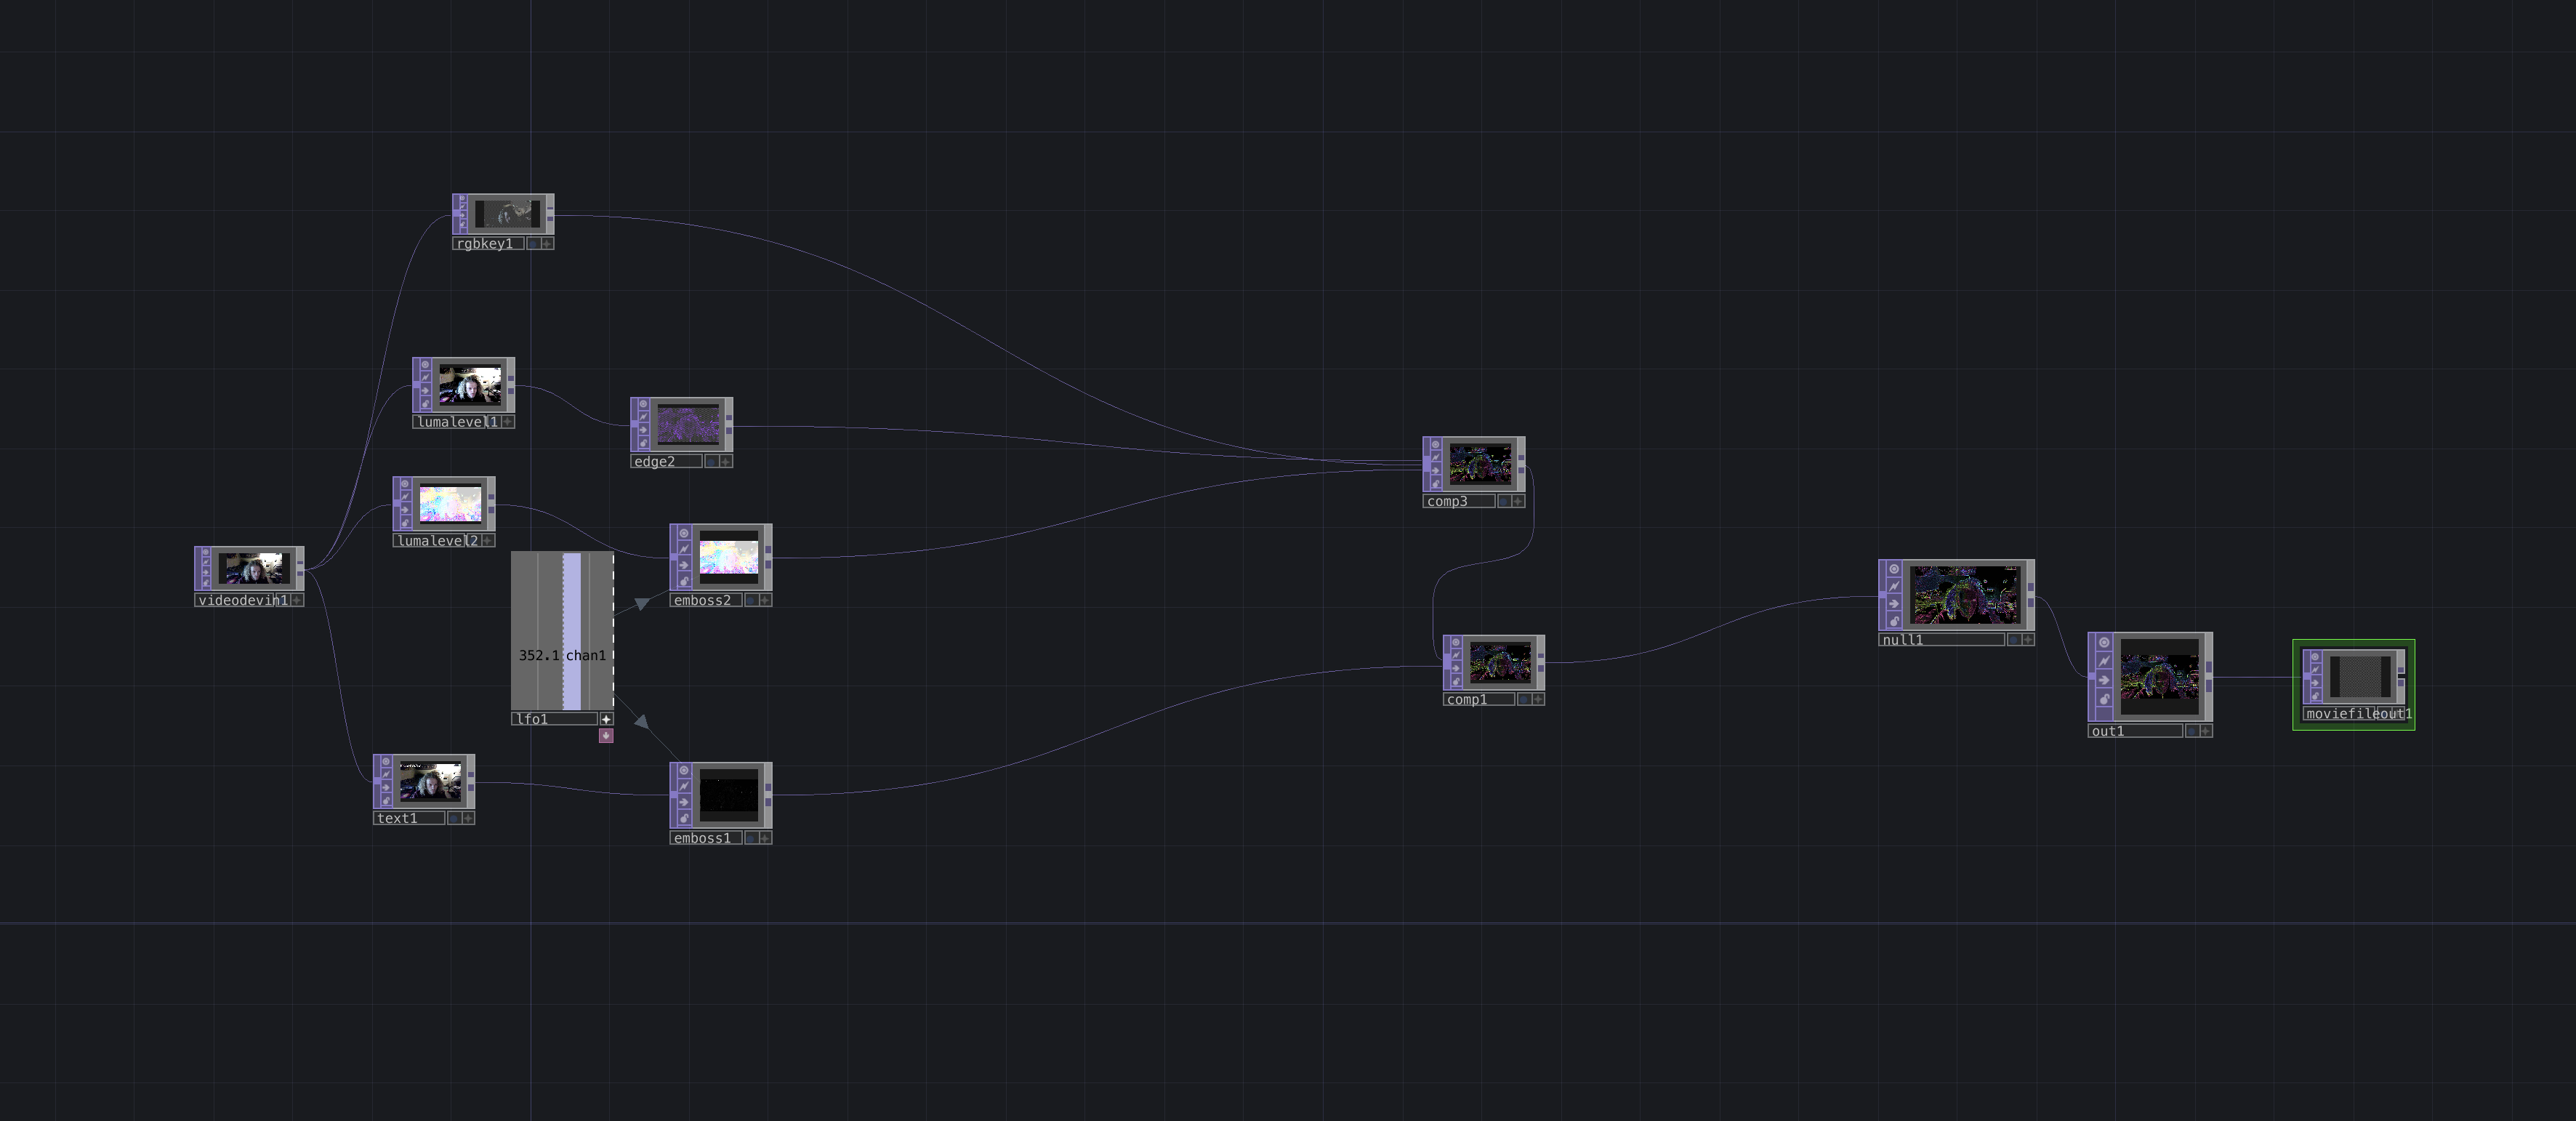 rgbkey1
lumalevel1
edge2
lumalevel2
comp3
videodevin1
emboss2
null1
352.1 chan1
comp1
lfo1
moviefileout1
out1
text1
emboss1